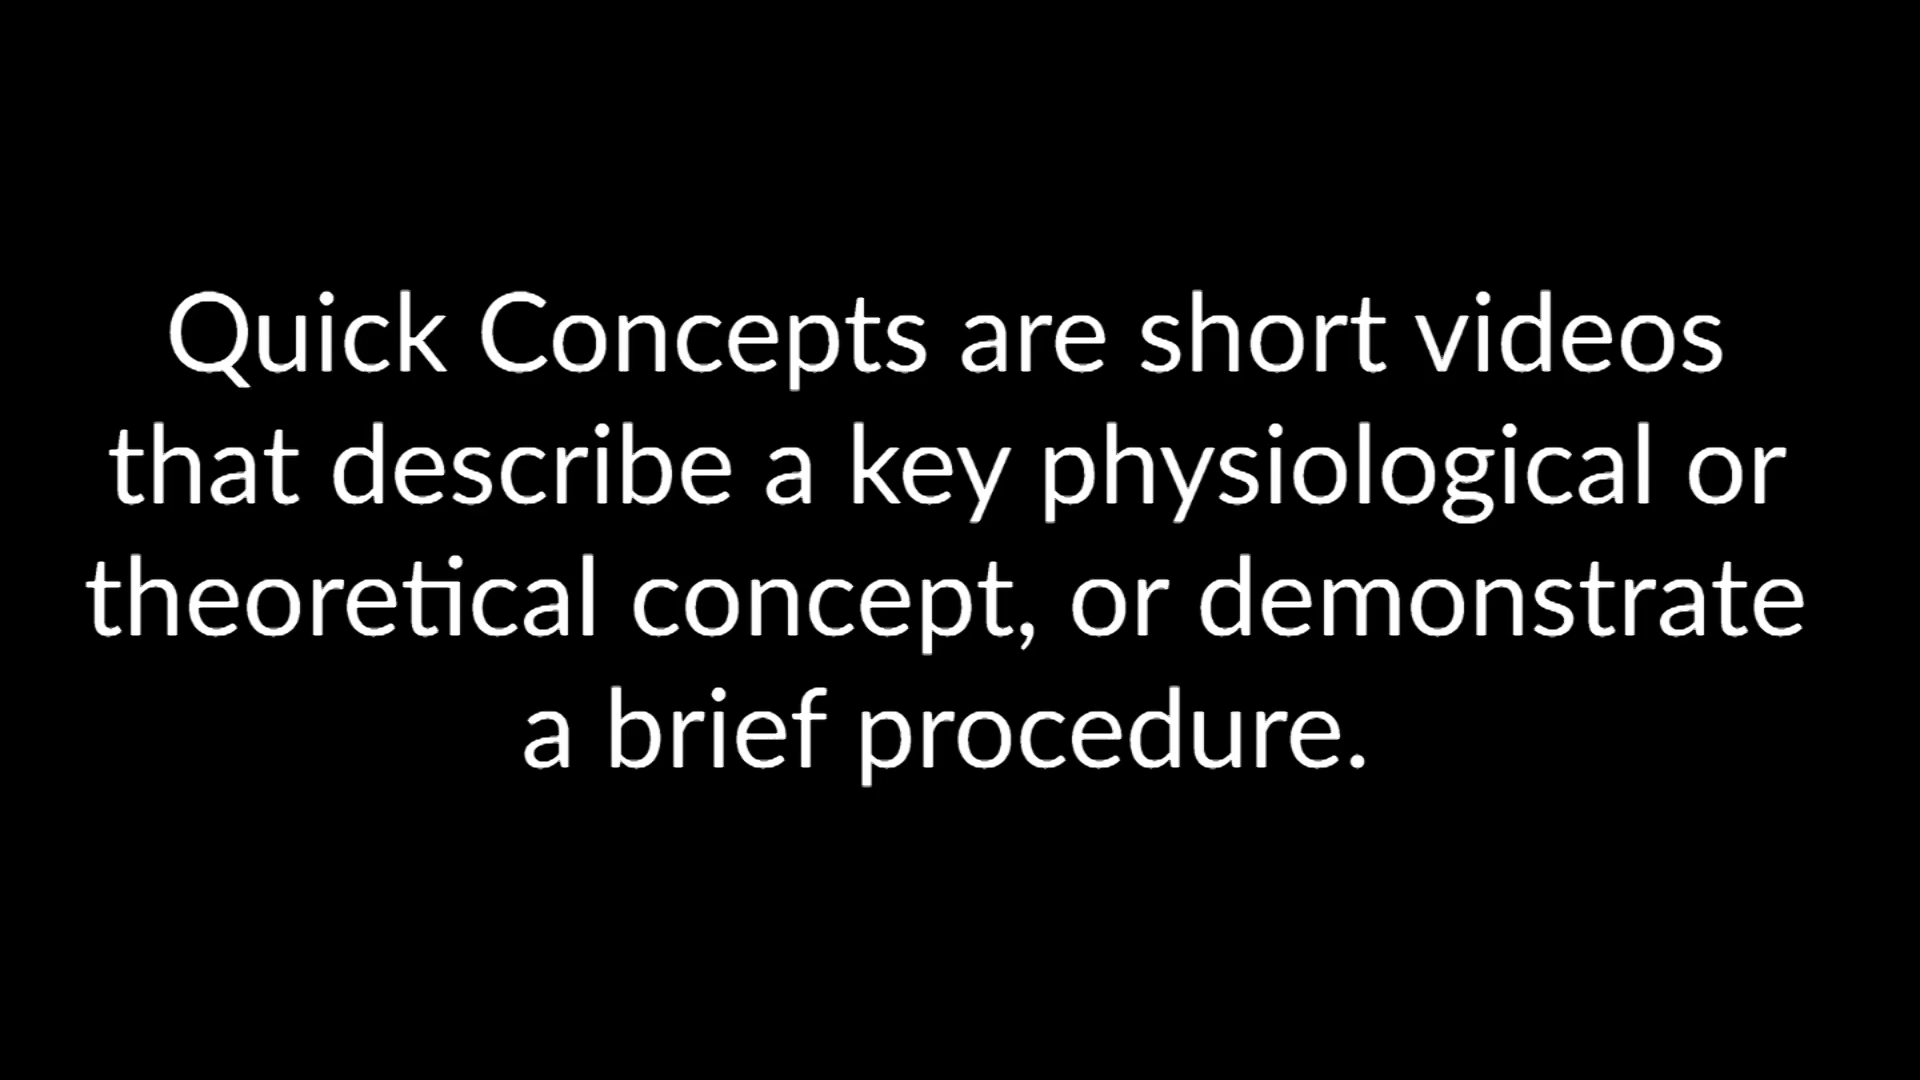 Quick Concepts are short videos
that describe a key physiological or
theoretical concept, or demonstrate
a brief procedure.